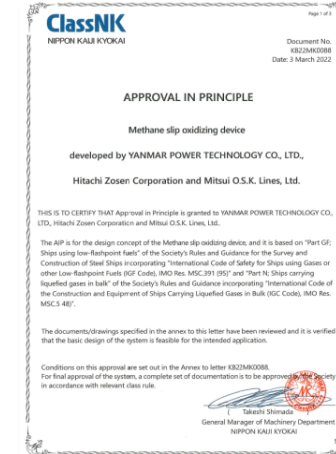 Page 1 of 3
ClassNK
NIPPON KAIJI KYOKAI
Document No.
KB22MK0088
Date: 3 March 2022
APPROVAL IN PRINCIPLE
Methane slip oxidizing device
developed by YANMAR POWER TECHNOLOGY CO., LTD.,
Hitachi Zosen Corporation and Mitsui O.S.K. Lines, Ltd.
THIS IS TO CERTIFY THAT Approval in Principle is granted to YANMAR POWER TECHNOLOGY CO.,
LTD., Hitachi Zosen Corporation and Mitsui O.S.K. Lines, Ltd.
The AIP is for the design concept of the Methane slip oxidizing device, and it is based on "Part GF;
Ships using low-flashpoint fuels" of the Society's Rules and Guidance for the Survey and
Construction of Steel Ships incorporating "International Code of Safety for Ships using Gases or
other Low-flashpoint Fuels (IGF Code), IMO Res. MSC.391 (95)" and "Part N; Ships carrying
liquefied gases in bulk" of the Society's Rules and Guidance incorporating "International Code of
the Construction and Equipment of Ships Carrying Liquefied Gases in Bulk (IGC Code), IMO Res.
MSC.5 48)".
The documents/drawings specified in the annex to this letter have been reviewed and it is verified
that the basic design of the system is feasible for the intended application.
Conditions on this approval are set out in the Annex to letter KB22MK0088.
For final approval of the system, a complete set of documentation is to be approved by the Society
in accordance with relevant class rule.
( Takeshi Shimada
General Manager of Machinery Department
NIPPON KAIJI KYOKAI